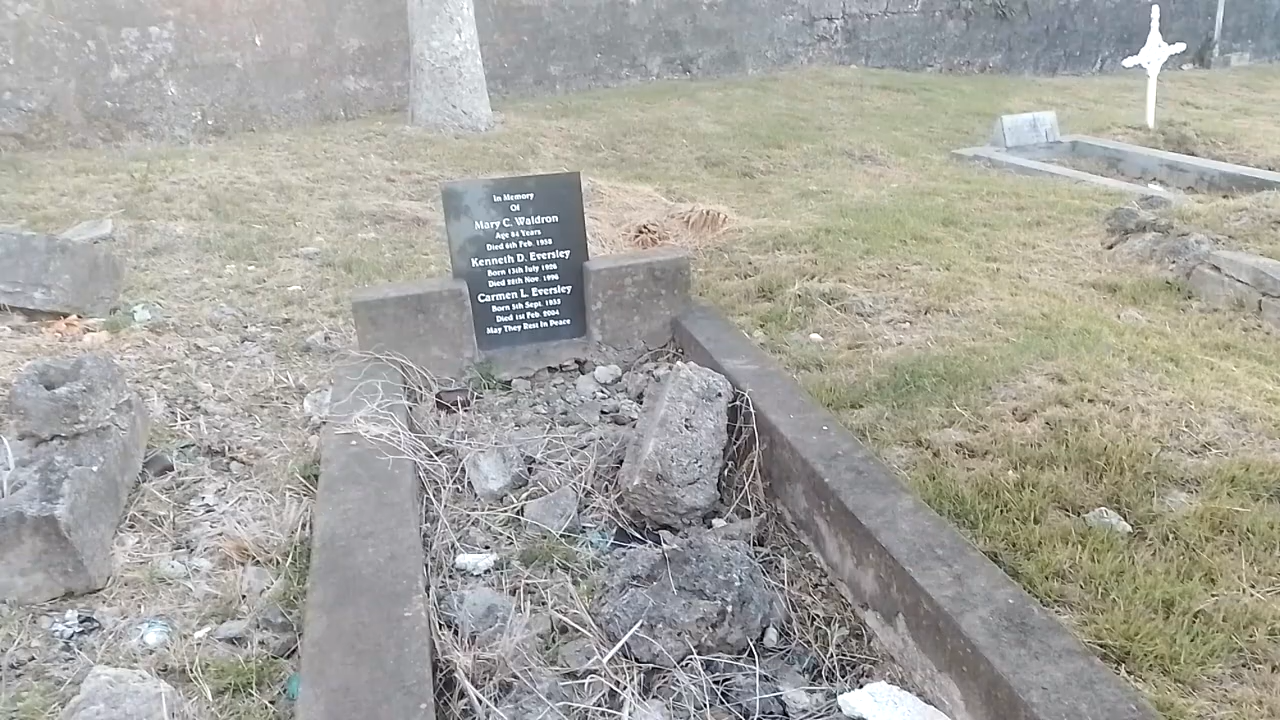 In Memory
Of
Mary C. Waldron
Age 84 Years
Died 6th Feb. 1958
Kenneth D. Eversley
Born 13th July 1926
Died 28th Nov. 1996
Carmen L. Eversley
Born 5th Sept. 1935
Died 1st Feb. 2004
May They Rest In Peace